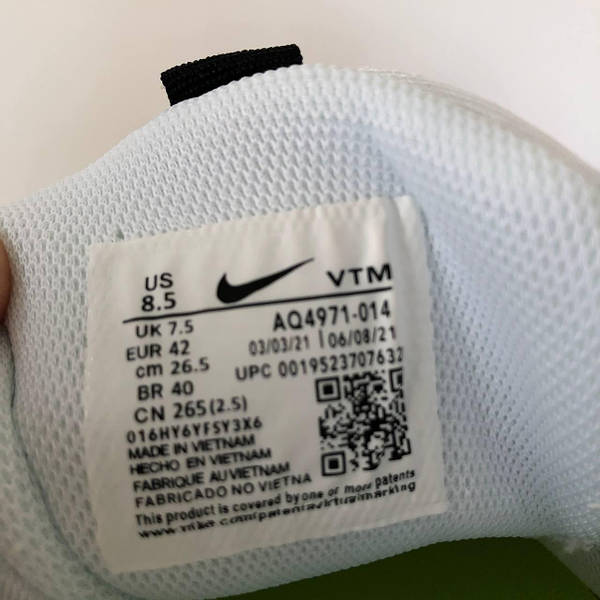 US
8.5
VTM
UK 7.5
EUR 42
cm 26.5
BR 40
CN 265(2.5)
AQ4971-014
03/03/21 | 06/08/21
UPC 0019523707632
016HY6YFSY3X6
MADE IN VIETNAM
HECHO EN VIETNAM
FABRIQUE AU VIETNAM
FABRICADO NO VIETNA
This product is covered by one or more patents